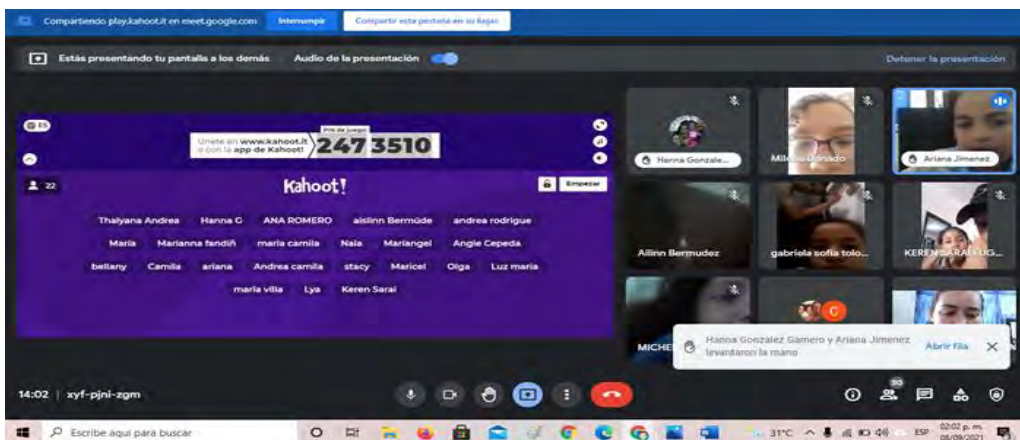 Compartiendo play.kahoot.it en meet.google.com Interrumpir Compartir esta pestaña en su lugar
Estás presentando tu pantalla a los demás Audio de la presentación Detener la presentación
ES
Únete en www.kahoot.it
o con la app de Kahoot!
PIN de juego:
247 3510
22
Kahoot!
Empezar
Thalyana Andrea Hanna G ANA ROMERO aislinn Bermúde andrea rodrigue
María Marianna fandiñ maria camila Naia Mariangel Angie Cepeda
bellany Camila ariana Andrea camila stacy Maricel Olga Luz maria
maria villa Lya Keren Sarai
Hanna Gonzale...
Milena Donado
Ariana Jimenez
Ailinn Bermudez
gabriela sofia tolo...
KEREN SARAI LUG...
MICHE
C
Hanna Gonzalez Gamero y Ariana Jimenez
levantaron la mano
Abrir fila
14:02 | xyf-pjni-zgm
30
Escribe aquí para buscar
31°C
ESP
02:02 p. m.
06/09/2021